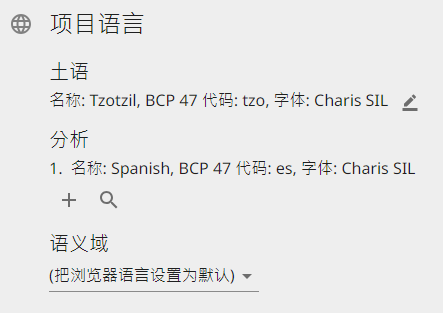 项目语言
土语
名称: Tzotzil, BCP 47 代码: tzo, 字体: Charis SIL
分析
1. 名称: Spanish, BCP 47 代码: es, 字体: Charis SIL
语义域
(把浏览器语言设置为默认)